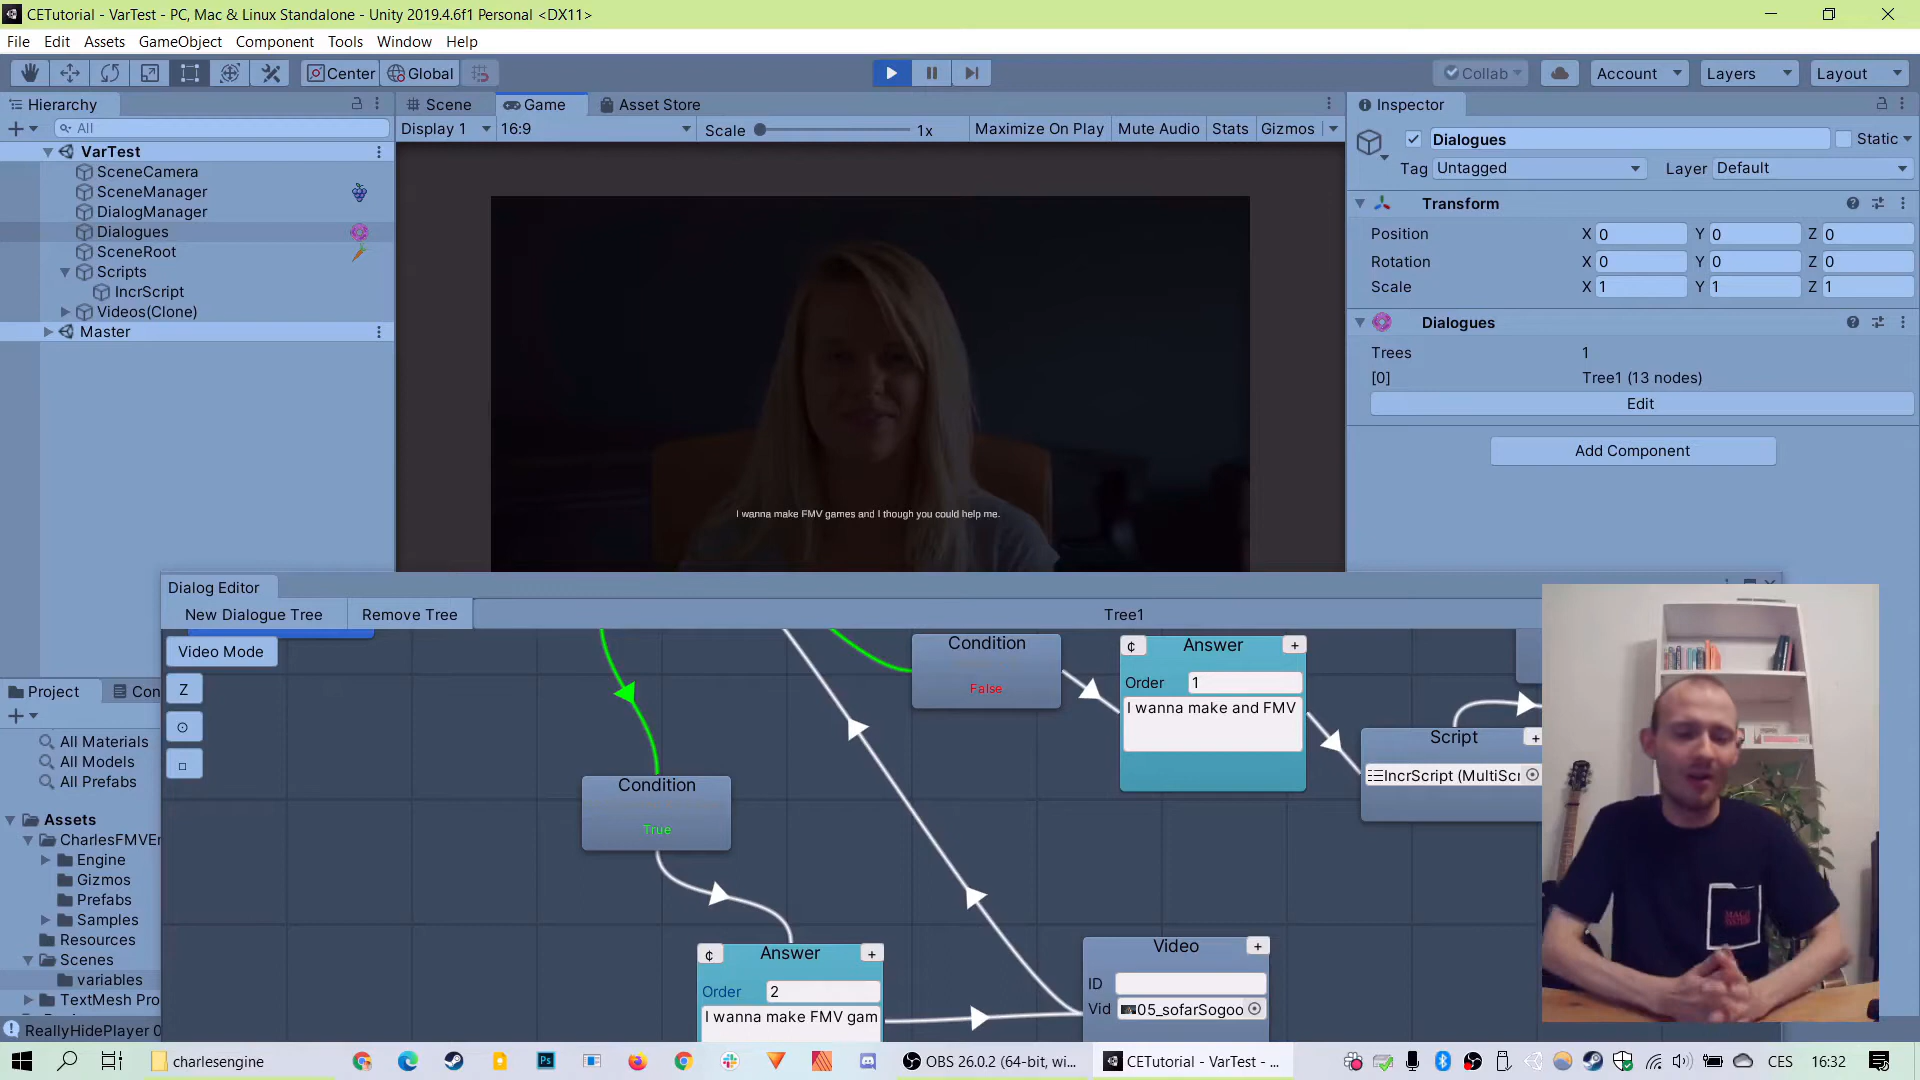 CETutorial - VarTest - PC, Mac & Linux Standalone - Unity 2019.4.6f1 Personal <DX11>
File Edit Assets GameObject Component Tools Window Help
Center Global Collab Account Layers Layout
Hierarchy
All
VarTest
SceneCamera
SceneManager
DialogManager
Dialogues
SceneRoot
Scripts
IncrScript
Videos(Clone)
Master
Scene Game Asset Store
Display 1 16:9 Scale 1x Maximize On Play Mute Audio Stats Gizmos
I wanna make FMV games and I though you could help me.
Inspector
Dialogues Static
Tag Untagged Layer Default
Transform
Position X 0 Y 0 Z 0
Rotation X 0 Y 0 Z 0
Scale X 1 Y 1 Z 1
Dialogues
Trees 1
[0] Tree1 (13 nodes)
Edit
Add Component
Dialog Editor
New Dialogue Tree Remove Tree Tree1
Video Mode
Z
Condition
False
¢ Answer +
Order 1
I wanna make and FMV
Script +
IncrScript (MultiScr
Condition
True
¢ Answer +
Order 2
I wanna make FMV gam
Video +
ID
Vid 05_sofarSogoo
Project Con
All Materials
All Models
All Prefabs
Assets
CharlesFMVEn
Engine
Gizmos
Prefabs
Samples
Resources
Scenes
variables
TextMesh Pro
ReallyHidePlayer 0
charlesengine OBS 26.0.2 (64-bit, wi... CETutorial - VarTest - ... CES 16:32